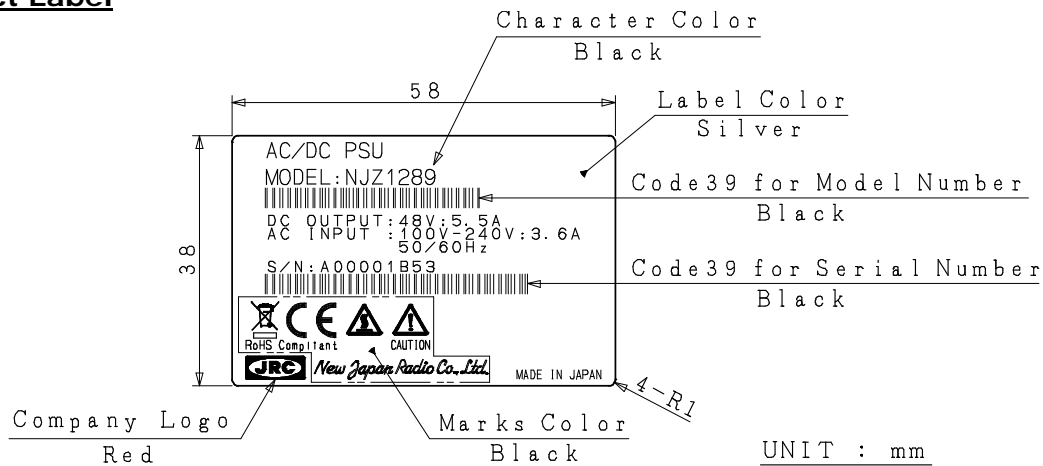 Character Color
Black
58
Label Color
Silver
AC/DC PSU
MODEL:NJZ1289
Code39 for Model Number
Black
DC OUTPUT:48V:5.5A
AC INPUT :100V-240V:3.6A
50/60Hz
38
S/N:A00001B53
Code39 for Serial Number
Black
RoHS Compliant
CAUTION
JRC New Japan Radio Co.,Ltd.
MADE IN JAPAN
4-R1
Company Logo
Red
Marks Color
Black
UNIT : mm